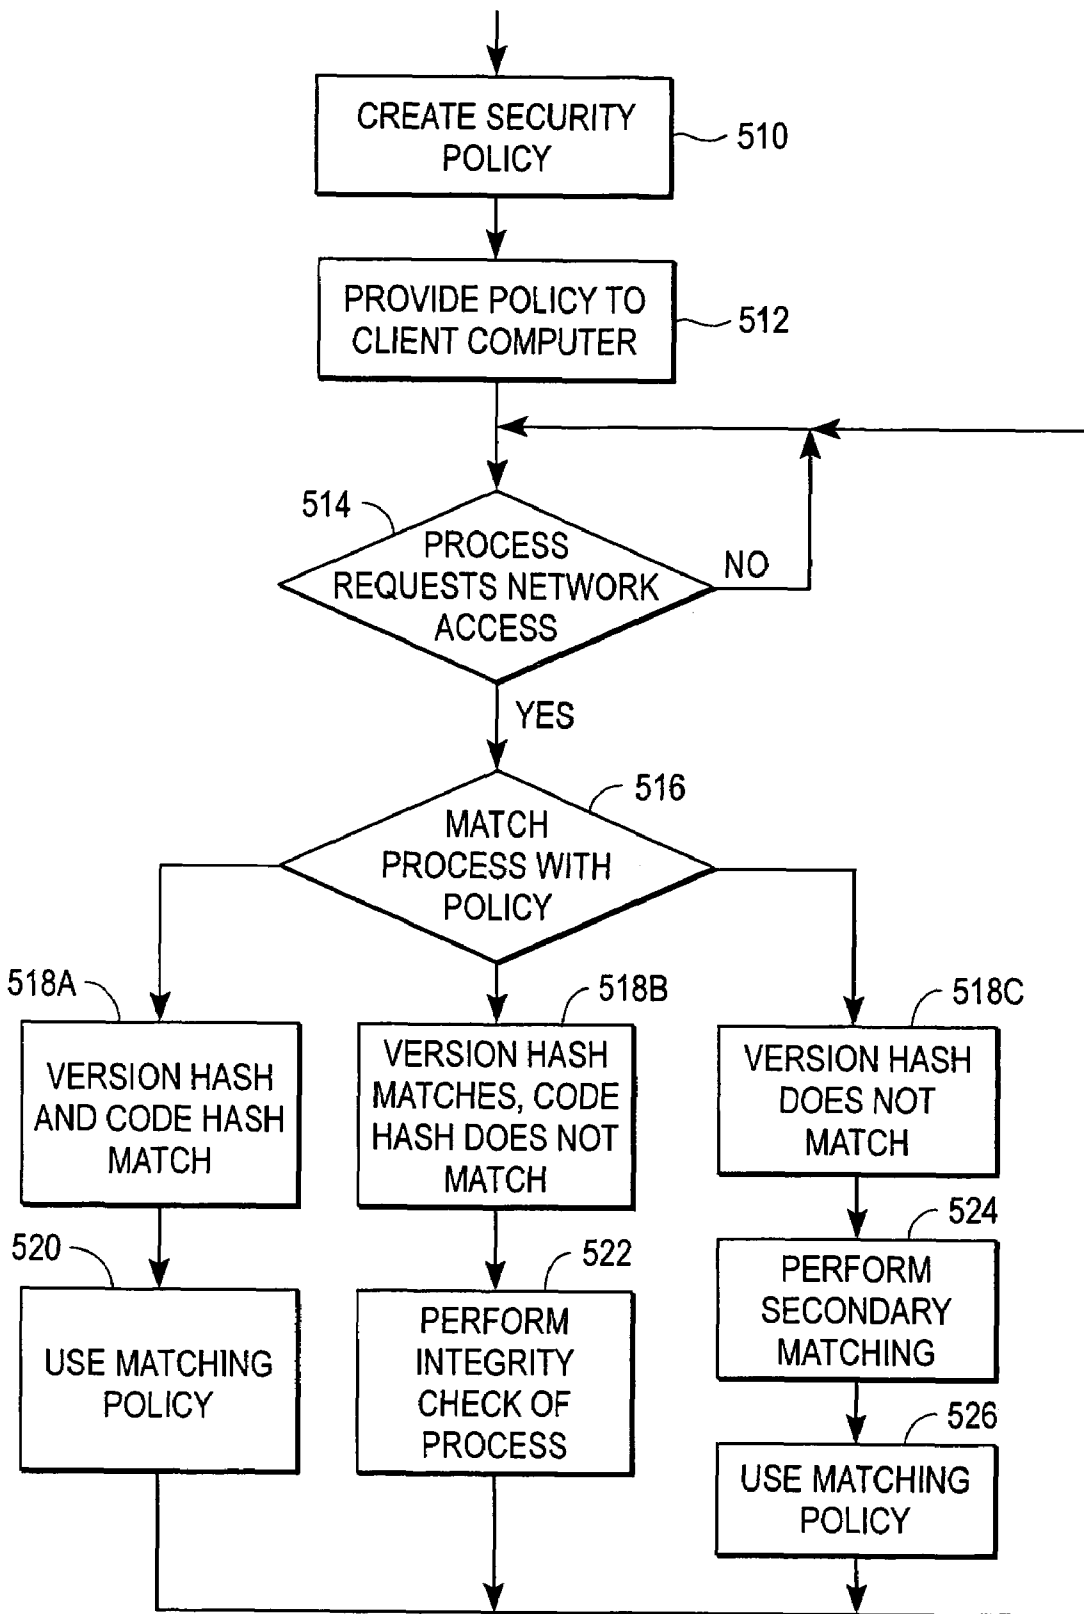 CREATE SECURITY
POLICY
510
PROVIDE POLICY TO
CLIENT COMPUTER
512
514
PROCESS
REQUESTS NETWORK
ACCESS
NO
YES
516
MATCH
PROCESS WITH
POLICY
518A
VERSION HASH
AND CODE HASH
MATCH
518B
VERSION HASH
MATCHES, CODE
HASH DOES NOT
MATCH
518C
VERSION HASH
DOES NOT
MATCH
520
USE MATCHING
POLICY
522
PERFORM
INTEGRITY
CHECK OF
PROCESS
524
PERFORM
SECONDARY
MATCHING
526
USE MATCHING
POLICY